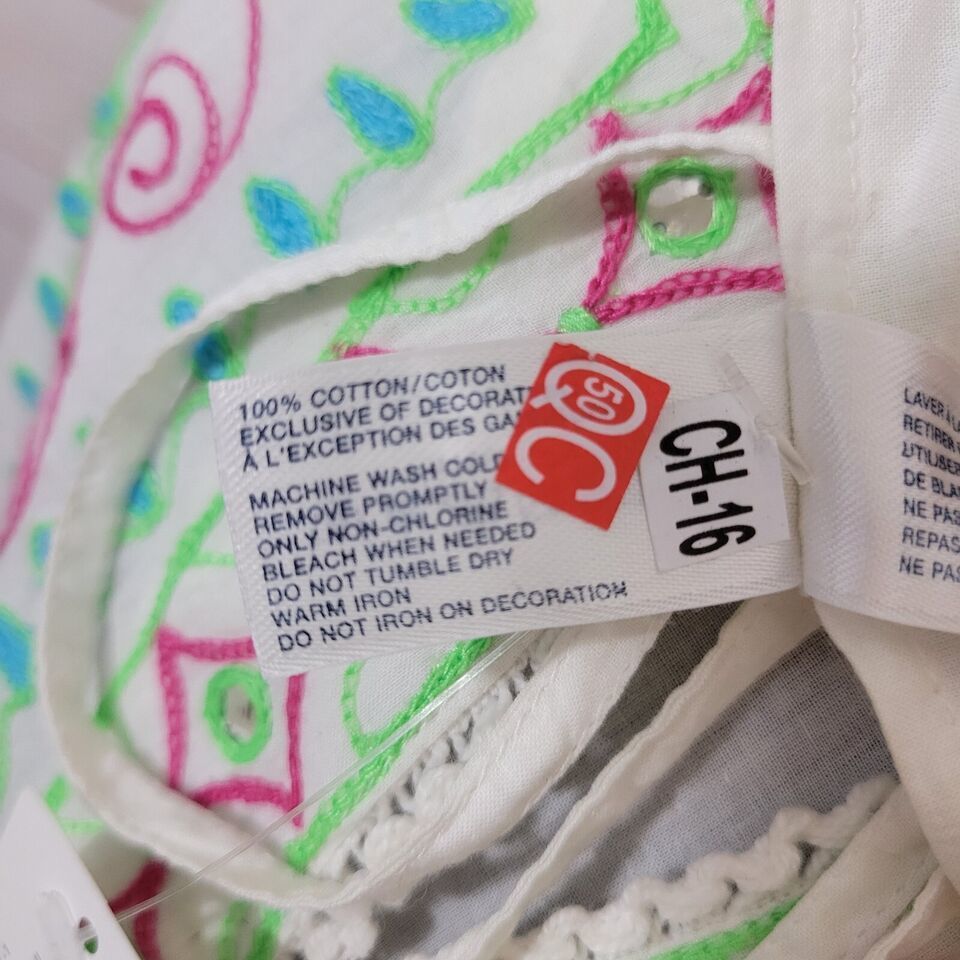 100% COTTON/COTON
EXCLUSIVE OF DECORAT
À L'EXCEPTION DES GA
MACHINE WASH COLD
REMOVE PROMPTLY
ONLY NON-CHLORINE
BLEACH WHEN NEEDED
DO NOT TUMBLE DRY
WARM IRON
DO NOT IRON ON DECORATION
QC
50
CH-16
LAVER À L
RETIRER
UTILISER
DE BLA
NE PAS
REPAS
NE PAS